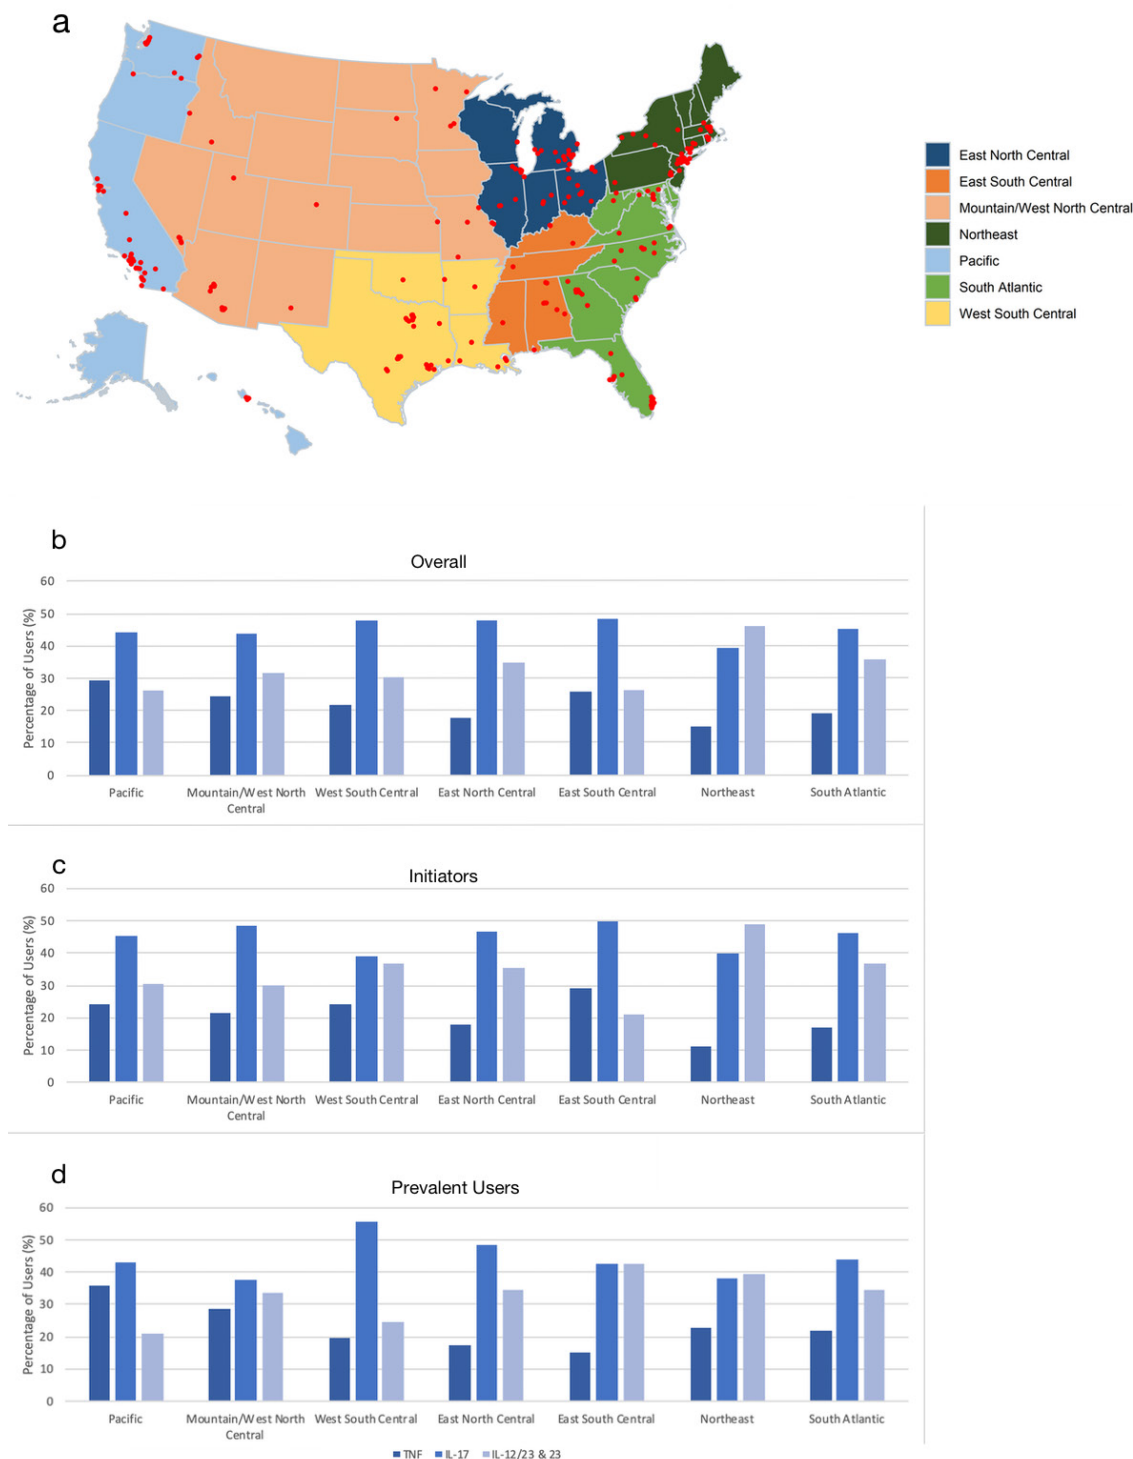 a
East North Central
East South Central
Mountain/West North Central
Northeast
Pacific
South Atlantic
West South Central
b
Overall
Percentage of Users (%)
60
50
40
30
20
10
0
Pacific
Mountain/West North
Central
West South Central
East North Central
East South Central
Northeast
South Atlantic
c
Initiators
Percentage of Users (%)
60
50
40
30
20
10
0
Pacific
Mountain/West North
Central
West South Central
East North Central
East South Central
Northeast
South Atlantic
d
Prevalent Users
Percentage of Users (%)
60
50
40
30
20
10
0
Pacific
Mountain/West North
Central
West South Central
East North Central
East South Central
Northeast
South Atlantic
TNF IL-17 IL-12/23 & 23